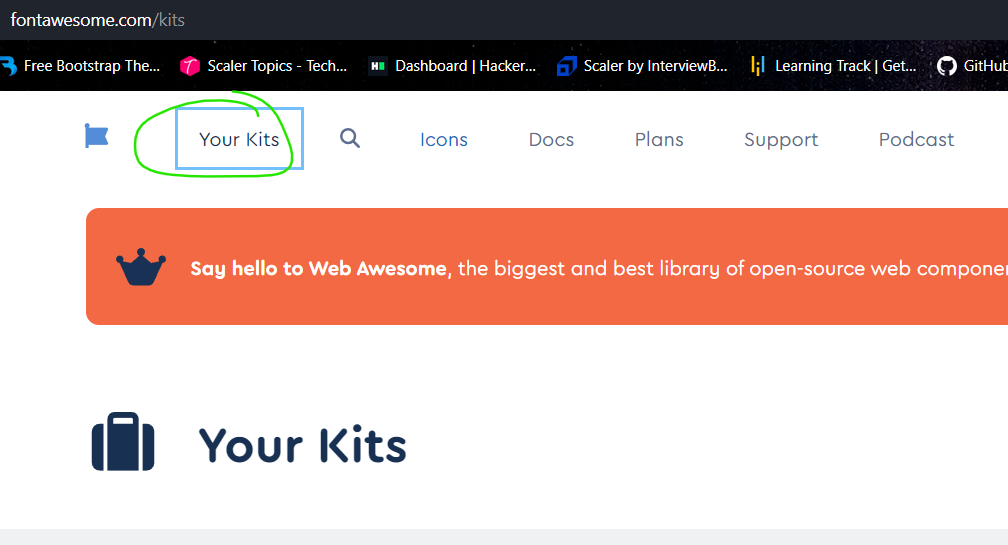 fontawesome.com/kits
Free Bootstrap The... Scaler Topics - Tech... Dashboard | Hacker... Scaler by InterviewB... Learning Track | Get... GitHub
Your Kits Icons Docs Plans Support Podcast
Say hello to Web Awesome, the biggest and best library of open-source web componen
Your Kits